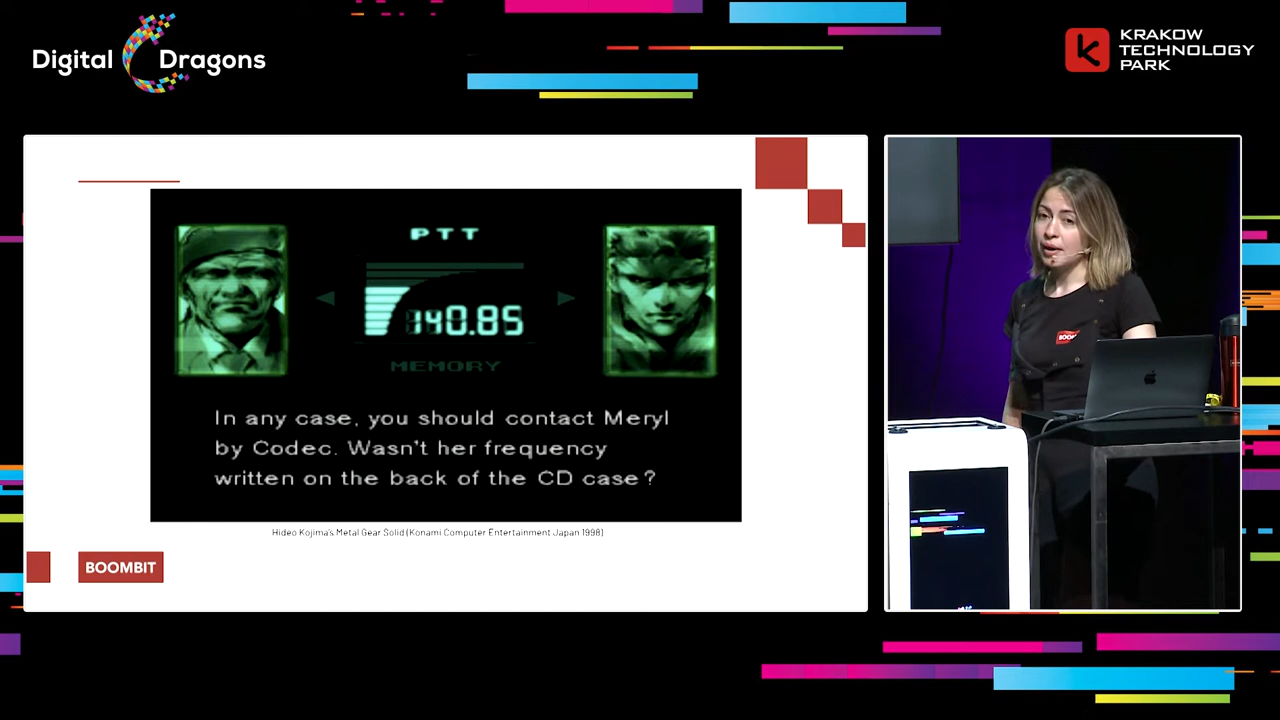 Digital Dragons
KRAKOW
TECHNOLOGY
PARK
PTT
140.85
MEMORY
In any case, you should contact Meryl
by Codec. Wasn't her frequency
written on the back of the CD case?
Hideo Kojima's Metal Gear Solid (Konami Computer Entertainment Japan 1998)
BOOMBIT